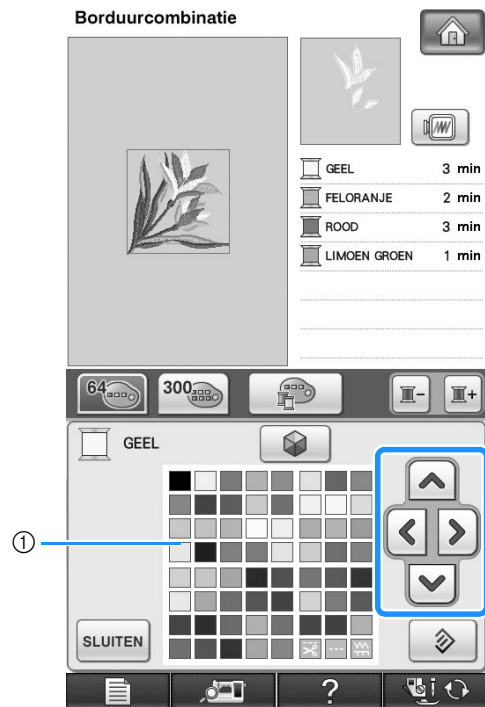 Borduurcombinatie
GEEL 3 min
FELORANJE 2 min
ROOD 3 min
LIMOEN GROEN 1 min
64 300
GEEL
①
SLUITEN
?